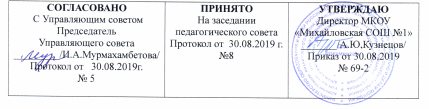 СОГЛАСОВАНО
С Управляющим советом
Председатель
Управляющего совета
/И.А.Мурмахамбетова/
Протокол от 30.08.2019г.
№ 5
ПРИНЯТО
На заседании
педагогического совета
Протокол от 30.08.2019 г.
№8
УТВЕРЖДАЮ
Директор МКОУ
«Михайловская СОШ №1»
/А.Ю.Кузнецов/
Приказ от 30.08.2019
№ 69-2